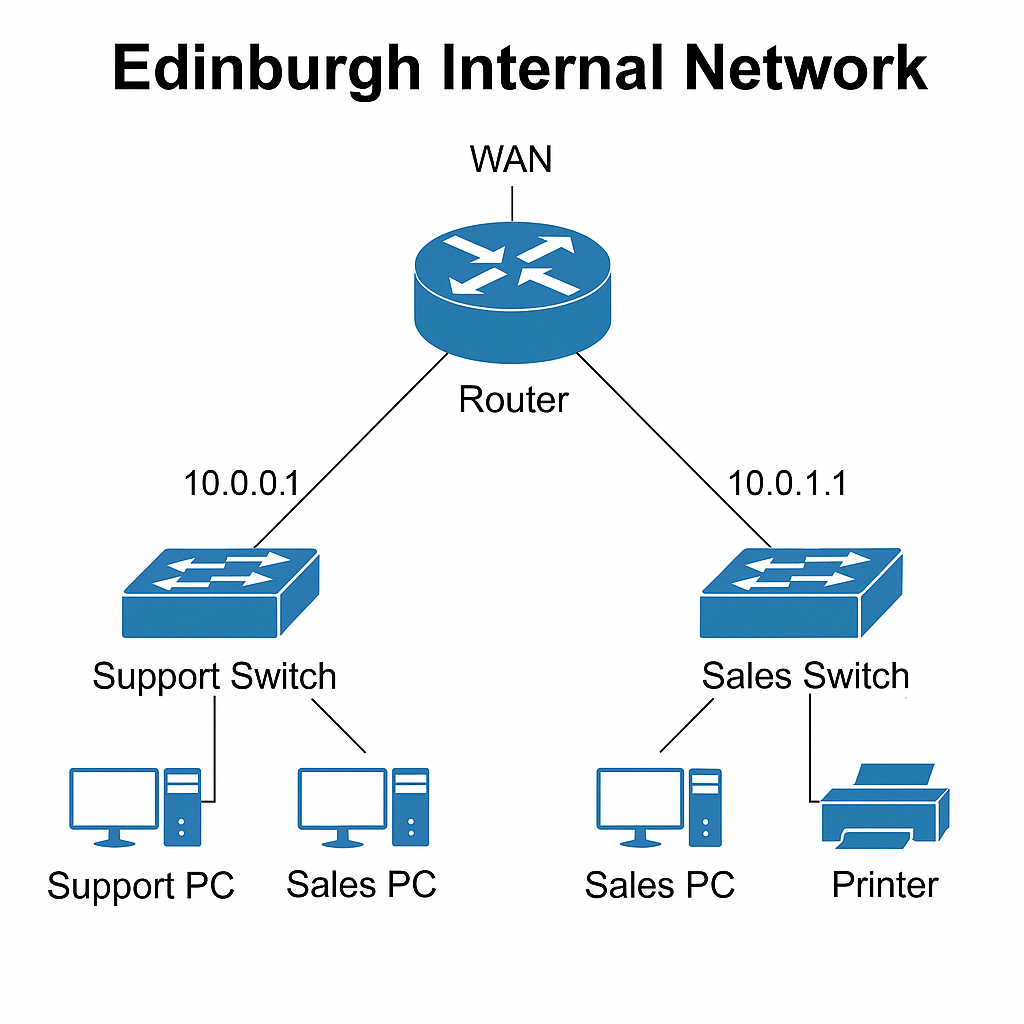 Edinburgh Internal Network
WAN
Router
10.0.0.1
10.0.1.1
Support Switch
Sales Switch
Support PC
Sales PC
Sales PC
Printer